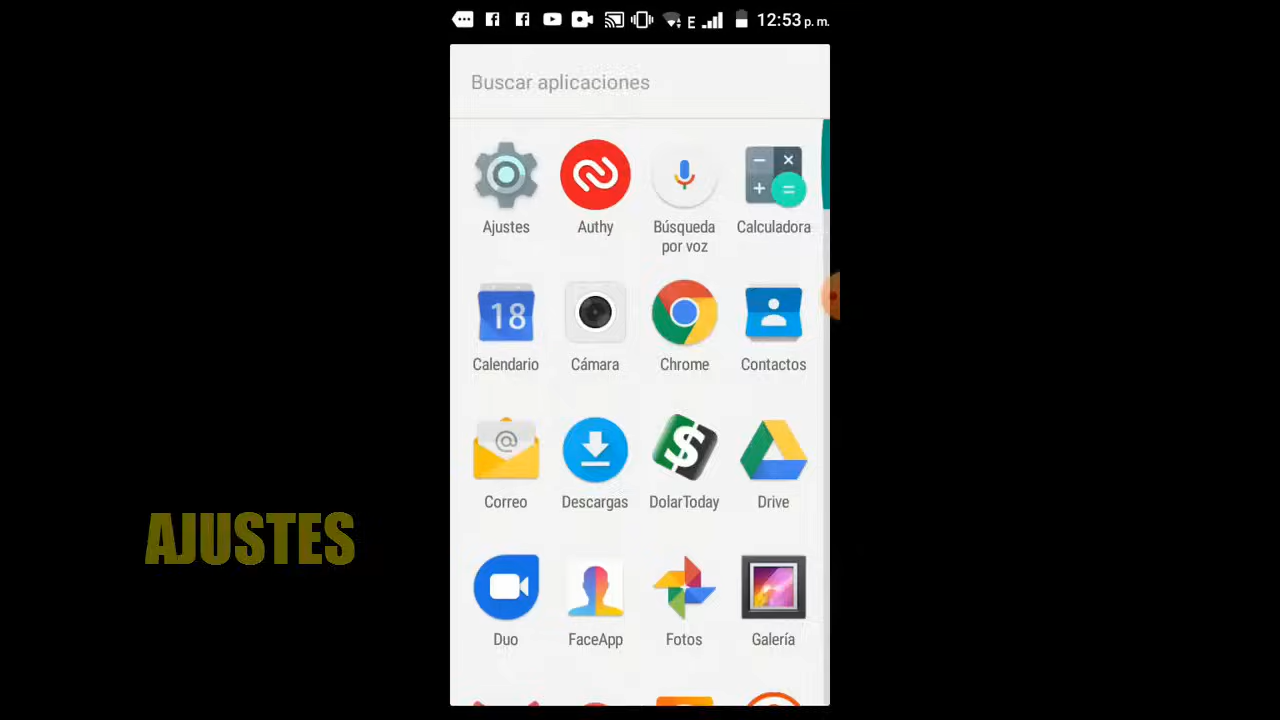 E 12:53 p. m.
Buscar aplicaciones
Ajustes Authy Búsqueda por voz Calculadora
18
Calendario Cámara Chrome Contactos
Correo Descargas DolarToday Drive
AJUSTES
Duo FaceApp Fotos Galería